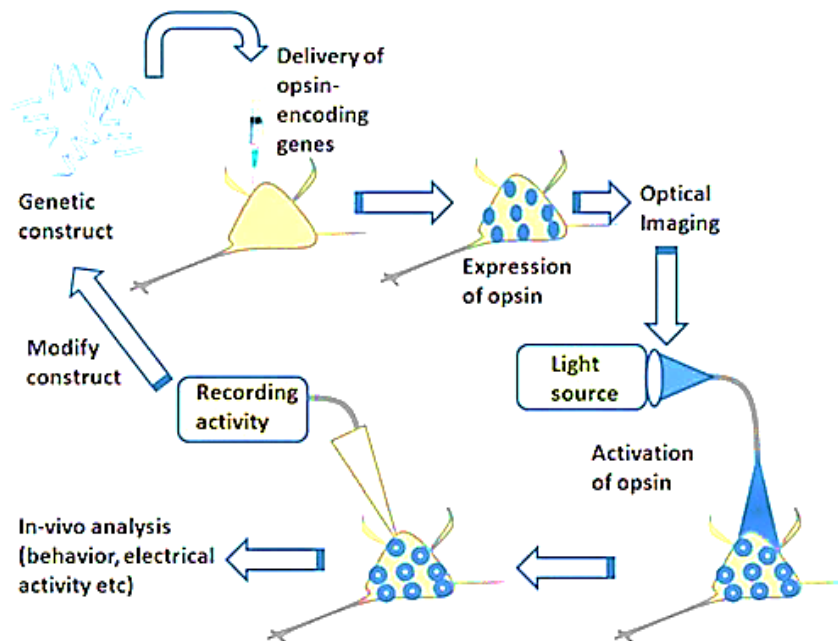 Delivery of
opsin-
encoding
genes
Genetic
construct
Expression
of opsin
Optical
Imaging
Modify
construct
Recording
activity
Light
source
Activation
of opsin
In-vivo analysis
(behavior, electrical
activity etc)